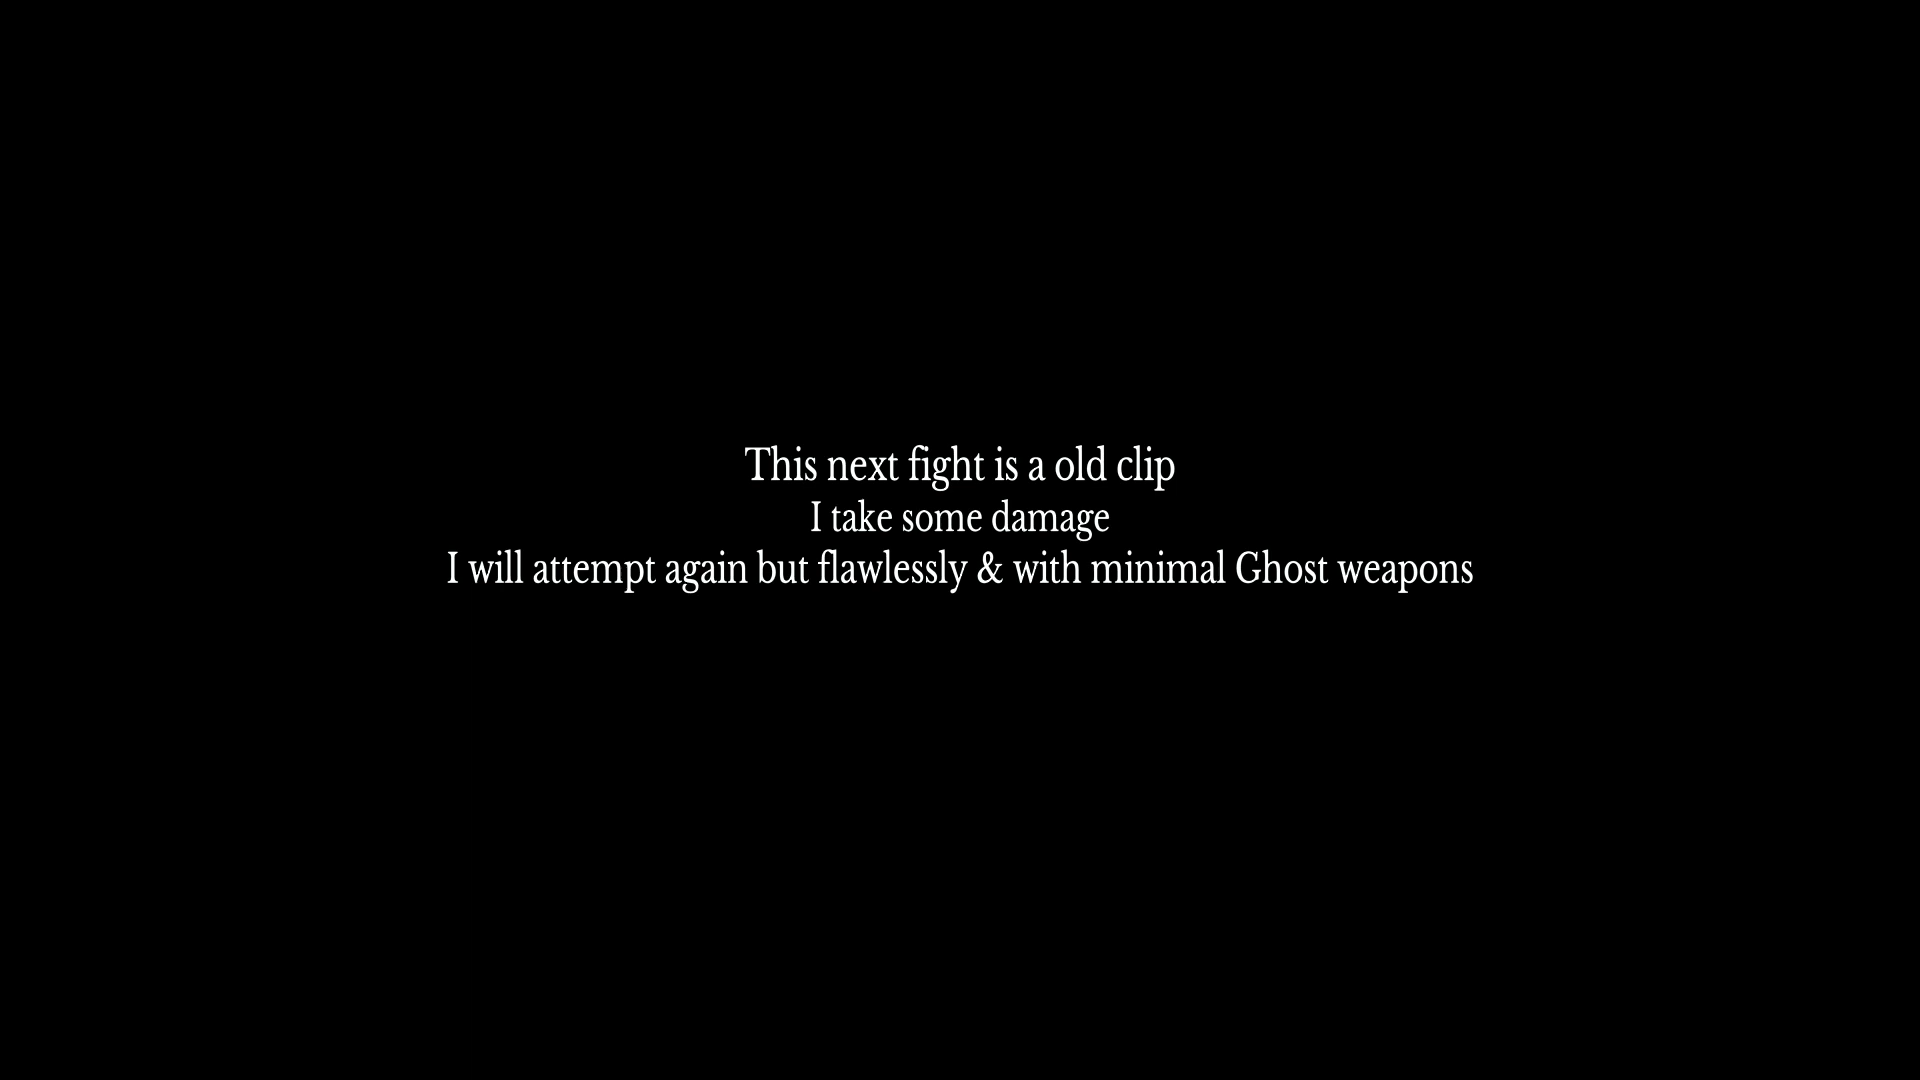 This next fight is a old clip
I take some damage
I will attempt again but flawlessly & with minimal Ghost weapons